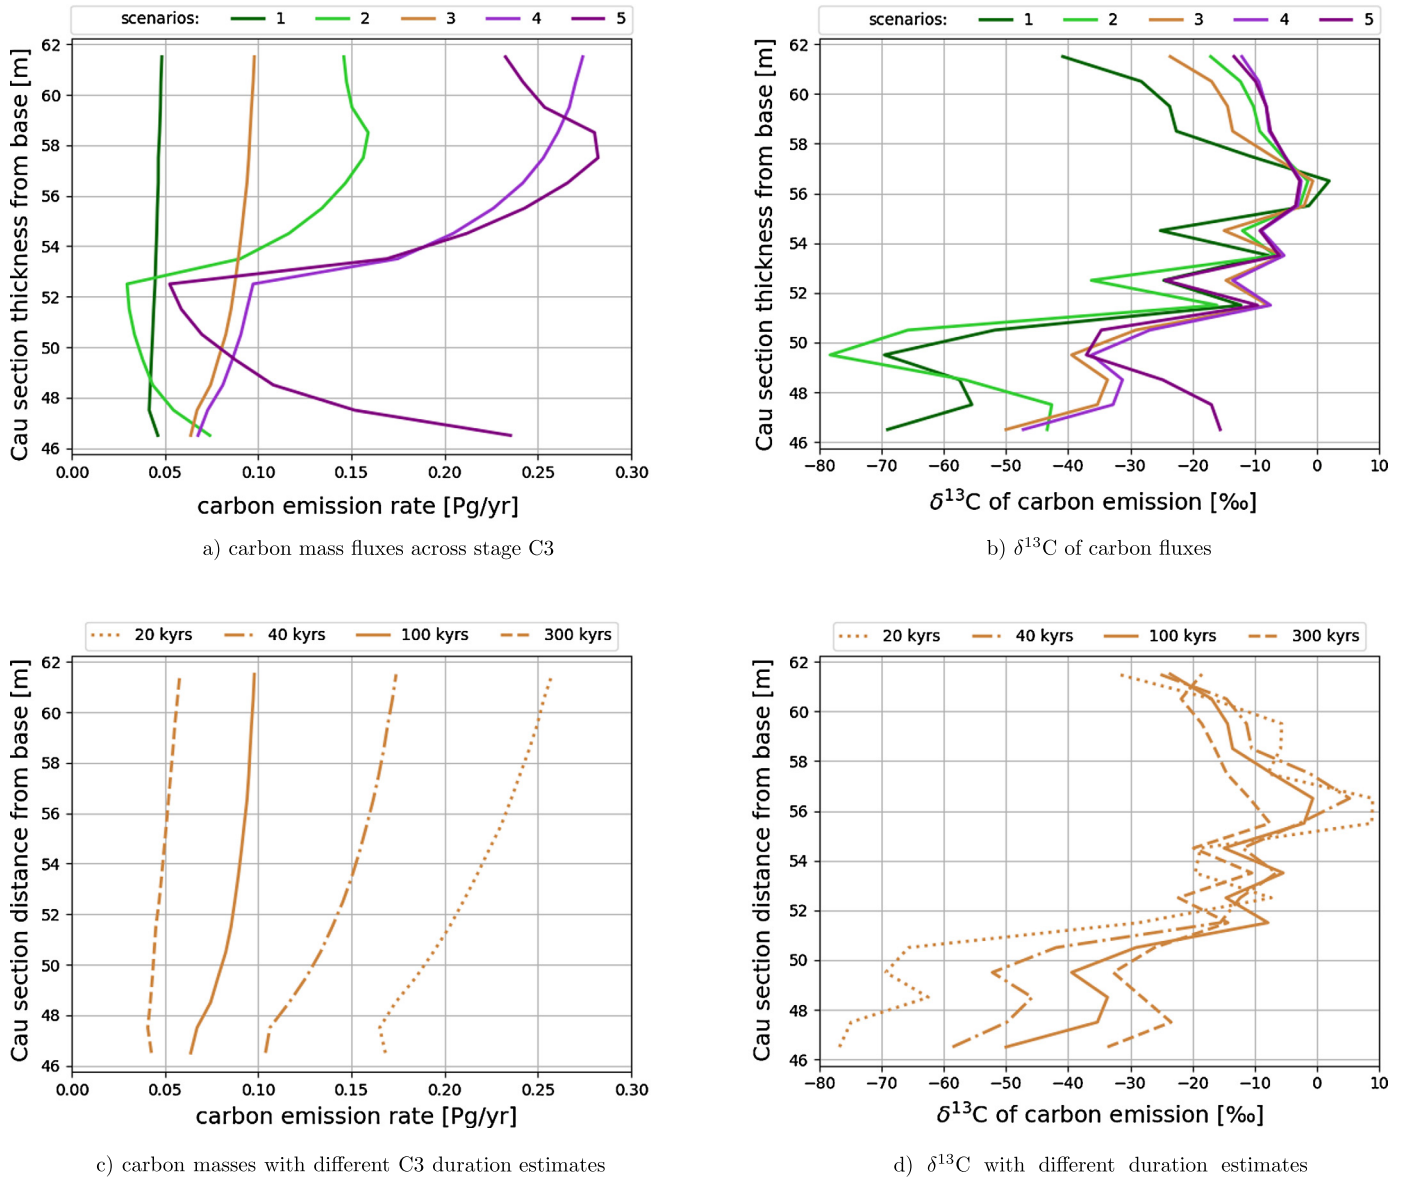 scenarios: 1 2 3 4 5
Cau section thickness from base [m]
62
60
58
56
54
52
50
48
46
0.00 0.05 0.10 0.15 0.20 0.25 0.30
carbon emission rate [Pg/yr]
a) carbon mass fluxes across stage C3
scenarios: 1 2 3 4 5
Cau section thickness from base [m]
62
60
58
56
54
52
50
48
46
−80 −70 −60 −50 −40 −30 −20 −10 0 10
δ¹³C of carbon emission [‰]
b) δ¹³C of carbon fluxes
20 kyrs 40 kyrs 100 kyrs 300 kyrs
Cau section distance from base [m]
62
60
58
56
54
52
50
48
46
0.00 0.05 0.10 0.15 0.20 0.25 0.30
carbon emission rate [Pg/yr]
c) carbon masses with different C3 duration estimates
20 kyrs 40 kyrs 100 kyrs 300 kyrs
Cau section distance from base [m]
62
60
58
56
54
52
50
48
46
−80 −70 −60 −50 −40 −30 −20 −10 0 10
δ¹³C of carbon emission [‰]
d) δ¹³C with different duration estimates